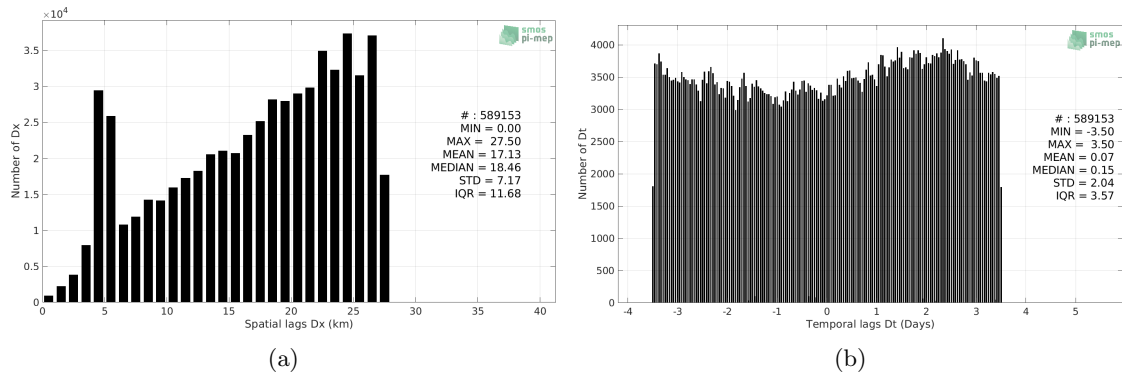 ×10^4
4
3.5
3
2.5
2
1.5
1
0.5
0
Number of Dx
0 5 10 15 20 25 30 35 40
Spatial lags Dx (km)
smos
pi-mep
# : 589153
MIN = 0.00
MAX = 27.50
MEAN = 17.13
MEDIAN = 18.46
STD = 7.17
IQR = 11.68
(a)
4000
3500
3000
2500
2000
1500
1000
500
0
Number of Dt
-4 -3 -2 -1 0 1 2 3 4 5
Temporal lags Dt (Days)
smos
pi-mep
# : 589153
MIN = -3.50
MAX = 3.50
MEAN = 0.07
MEDIAN = 0.15
STD = 2.04
IQR = 3.57
(b)